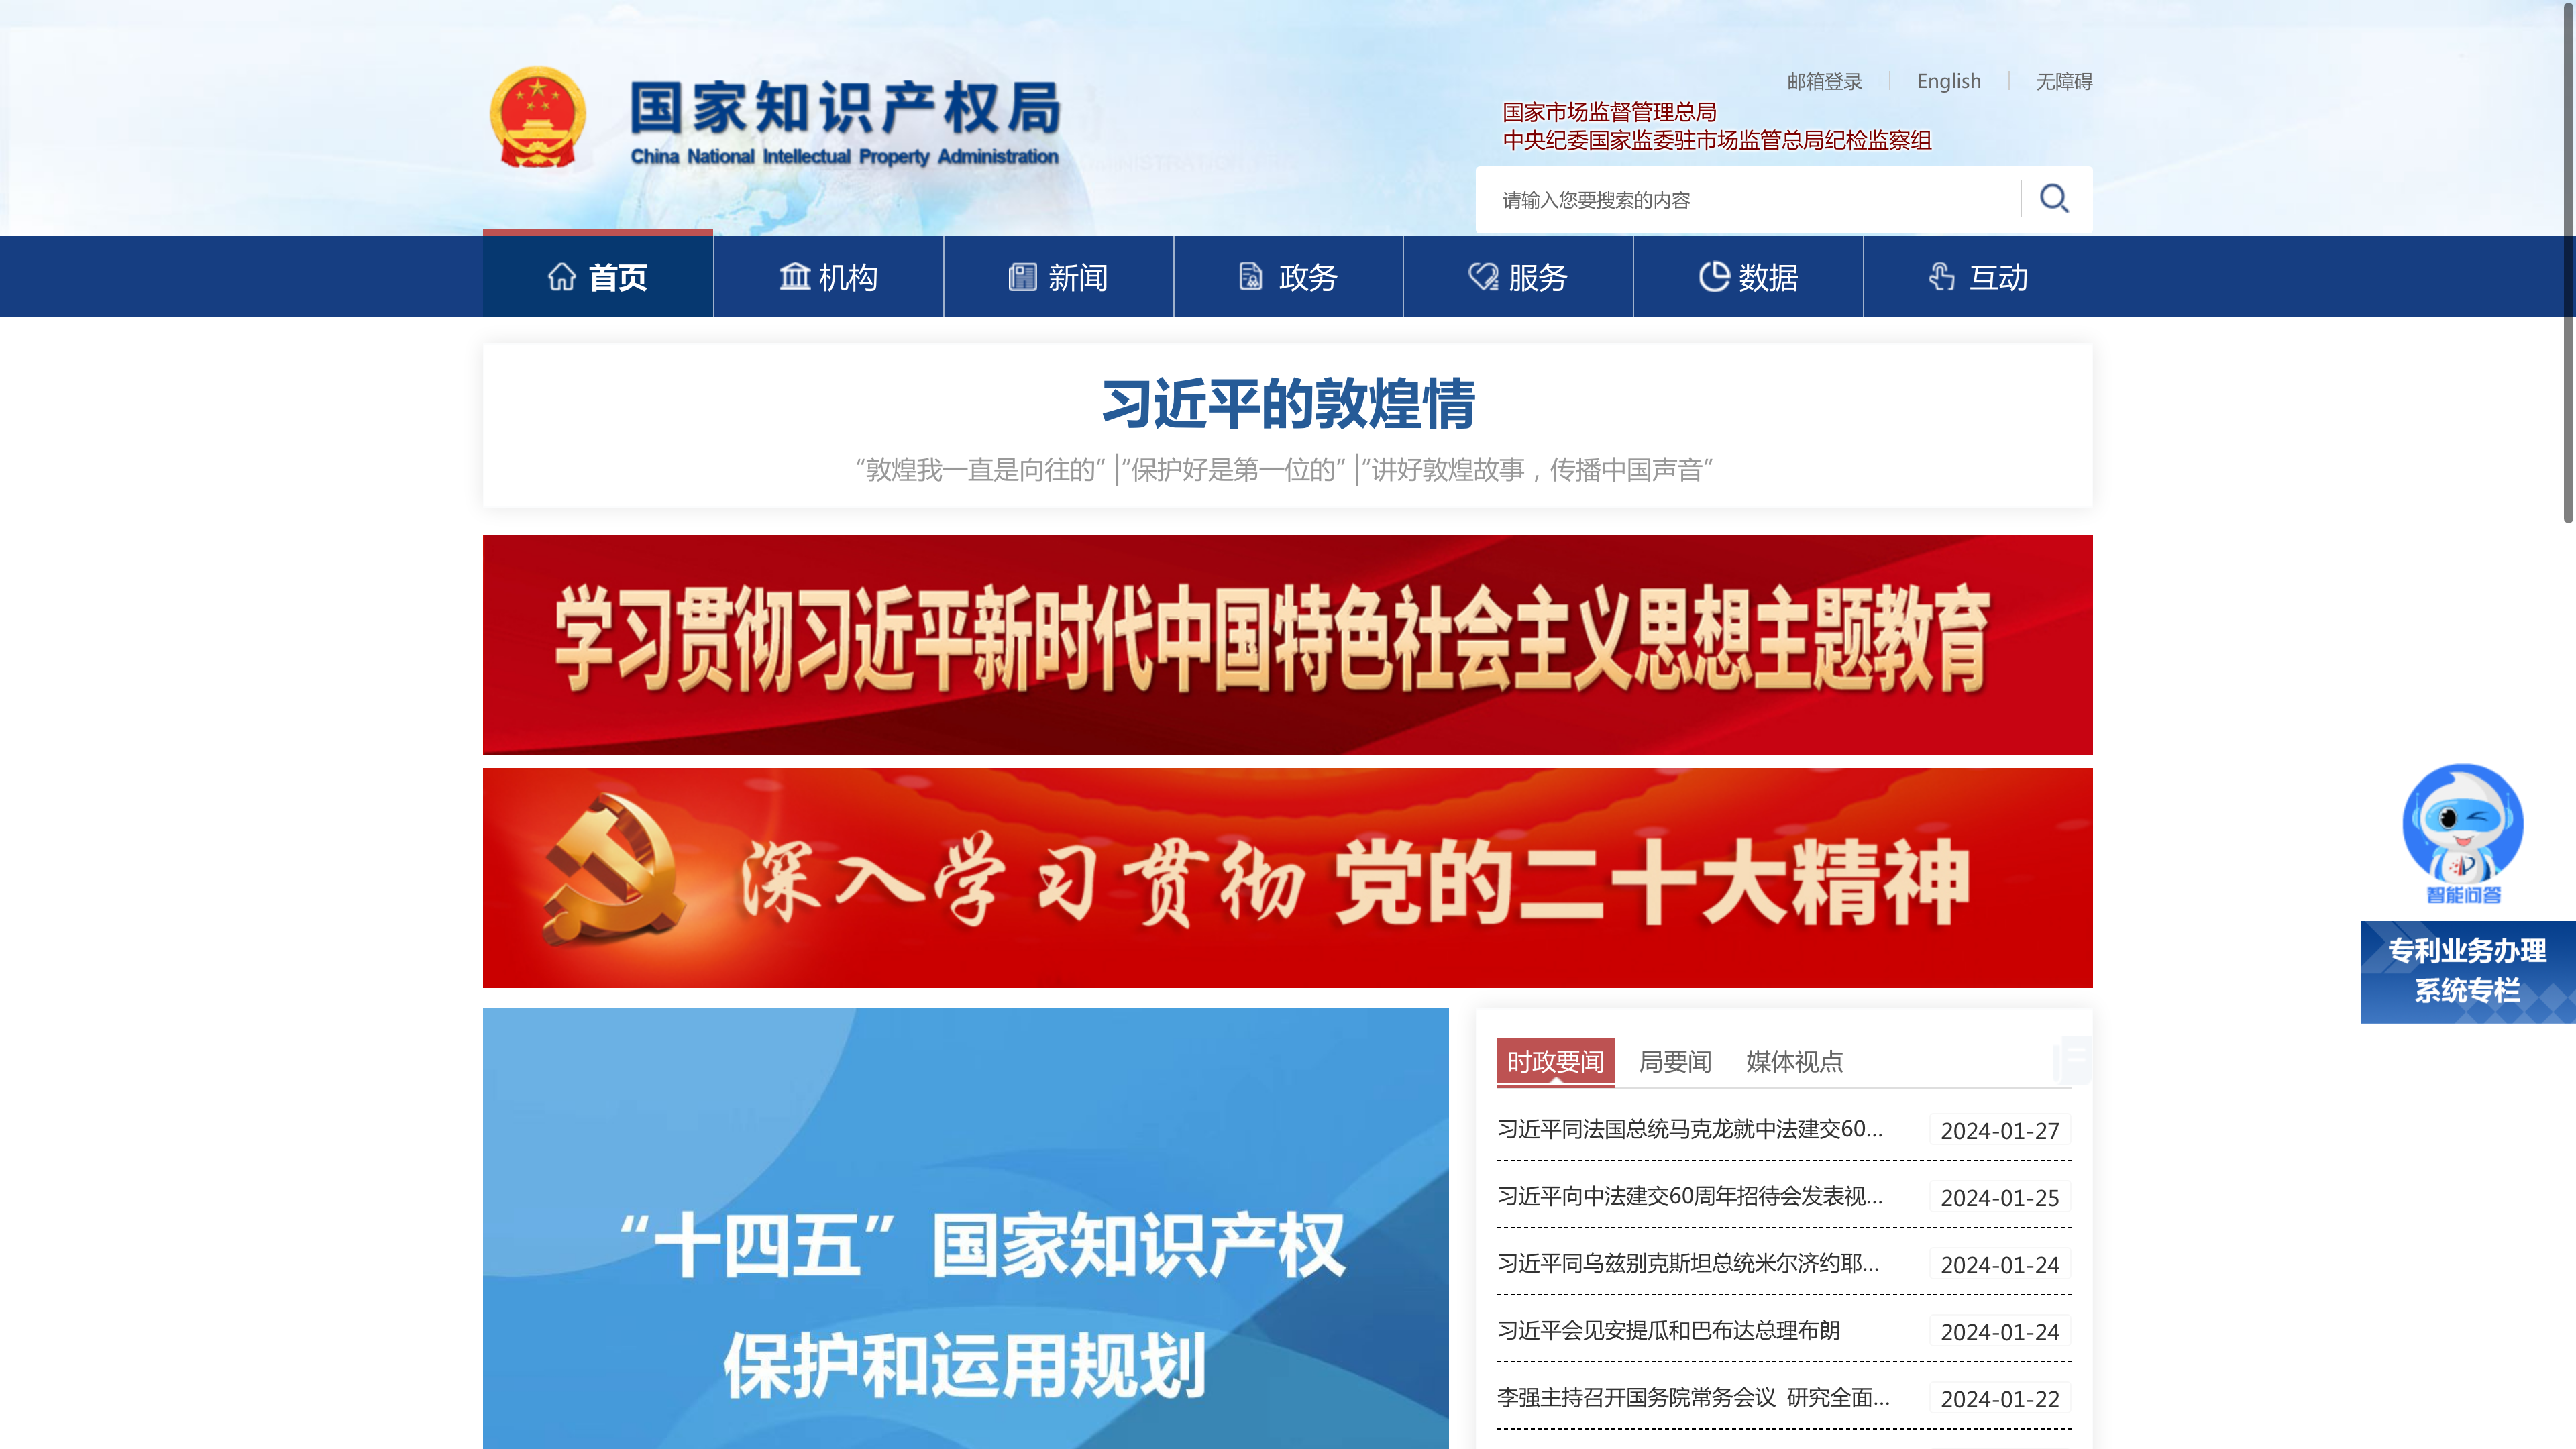 国家知识产权局
China National Intellectual Property Administration
邮箱登录
English
无障碍
国家市场监督管理总局
中央纪委国家监委驻市场监管总局纪检监察组
请输入您要搜索的内容
首页
机构
新闻
政务
服务
数据
互动
习近平的敦煌情
“敦煌我一直是向往的” |“保护好是第一位的” |“讲好敦煌故事，传播中国声音”
学习贯彻习近平新时代中国特色社会主义思想主题教育
深入学习贯彻 党的二十大精神
智能问答
专利业务办理
系统专栏
“十四五”国家知识产权
保护和运用规划
时政要闻
局要闻
媒体视点
习近平同法国总统马克龙就中法建交60... 2024-01-27
习近平向中法建交60周年招待会发表视... 2024-01-25
习近平同乌兹别克斯坦总统米尔济约耶... 2024-01-24
习近平会见安提瓜和巴布达总理布朗 2024-01-24
李强主持召开国务院常务会议 研究全面... 2024-01-22